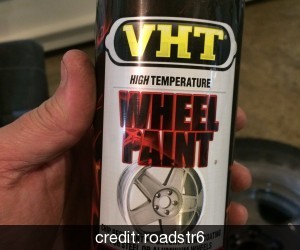 VHT
HIGH TEMPERATURE
WHEEL
PAINT
credit: roadstr6